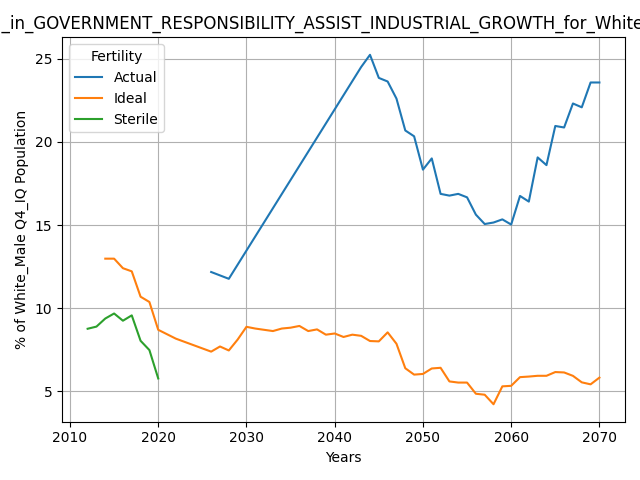 _in_GOVERNMENT_RESPONSIBILITY_ASSIST_INDUSTRIAL_GROWTH_for_White
Fertility
Actual
Ideal
Sterile
% of White_Male Q4_IQ Population
25
20
15
10
5
2010 2020 2030 2040 2050 2060 2070
Years